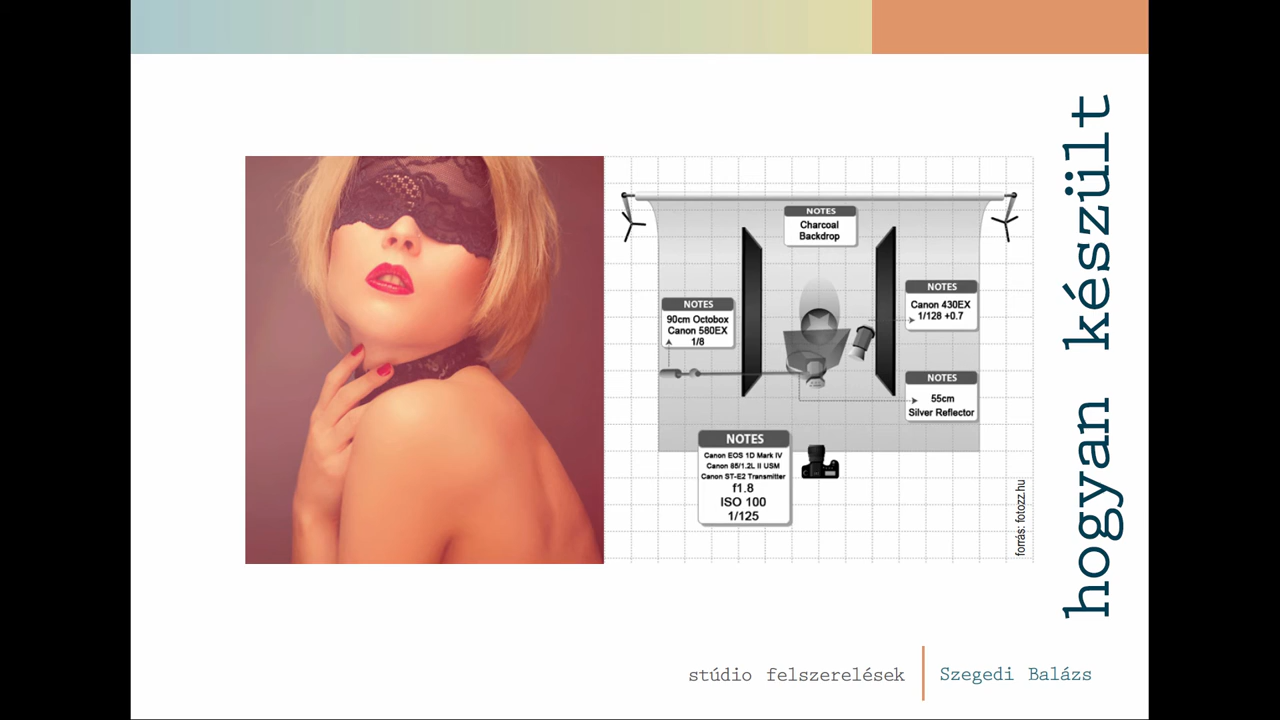 hogyan készült
NOTES
Charcoal
Backdrop
NOTES
90cm Octobox
Canon 580EX
1/8
NOTES
Canon 430EX
1/128 +0.7
NOTES
55cm
Silver Reflector
NOTES
Canon EOS 1D Mark IV
Canon 85/1.2L II USM
Canon ST-E2 Transmitter
f1.8
ISO 100
1/125
forrás: fotozz.hu
stúdio felszerelések
Szegedi Balázs